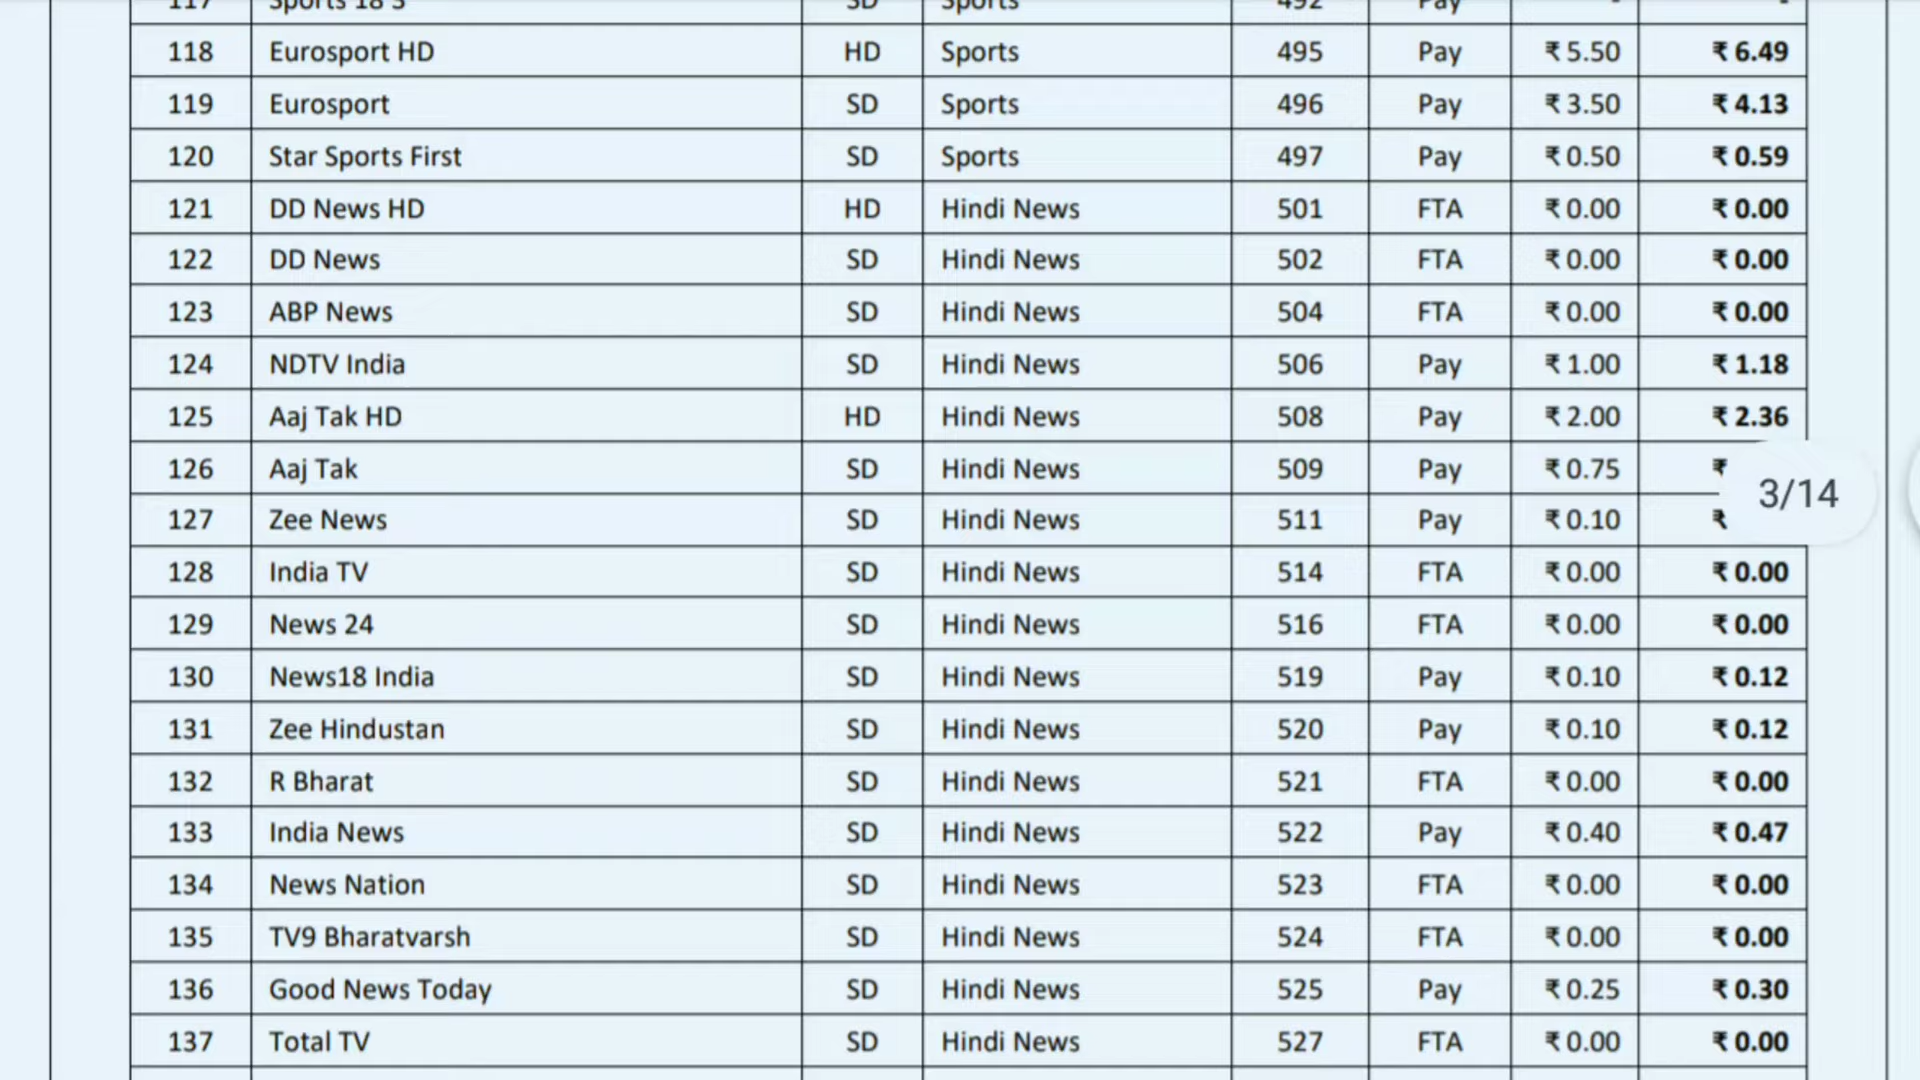 117 Sports 18 3 SD Sports 492 Pay - -
118 Eurosport HD HD Sports 495 Pay ₹ 5.50 ₹ 6.49
119 Eurosport SD Sports 496 Pay ₹ 3.50 ₹ 4.13
120 Star Sports First SD Sports 497 Pay ₹ 0.50 ₹ 0.59
121 DD News HD HD Hindi News 501 FTA ₹ 0.00 ₹ 0.00
122 DD News SD Hindi News 502 FTA ₹ 0.00 ₹ 0.00
123 ABP News SD Hindi News 504 FTA ₹ 0.00 ₹ 0.00
124 NDTV India SD Hindi News 506 Pay ₹ 1.00 ₹ 1.18
125 Aaj Tak HD HD Hindi News 508 Pay ₹ 2.00 ₹ 2.36
126 Aaj Tak SD Hindi News 509 Pay ₹ 0.75 ₹
3/14
127 Zee News SD Hindi News 511 Pay ₹ 0.10 ₹
128 India TV SD Hindi News 514 FTA ₹ 0.00 ₹ 0.00
129 News 24 SD Hindi News 516 FTA ₹ 0.00 ₹ 0.00
130 News18 India SD Hindi News 519 Pay ₹ 0.10 ₹ 0.12
131 Zee Hindustan SD Hindi News 520 Pay ₹ 0.10 ₹ 0.12
132 R Bharat SD Hindi News 521 FTA ₹ 0.00 ₹ 0.00
133 India News SD Hindi News 522 Pay ₹ 0.40 ₹ 0.47
134 News Nation SD Hindi News 523 FTA ₹ 0.00 ₹ 0.00
135 TV9 Bharatvarsh SD Hindi News 524 FTA ₹ 0.00 ₹ 0.00
136 Good News Today SD Hindi News 525 Pay ₹ 0.25 ₹ 0.30
137 Total TV SD Hindi News 527 FTA ₹ 0.00 ₹ 0.00